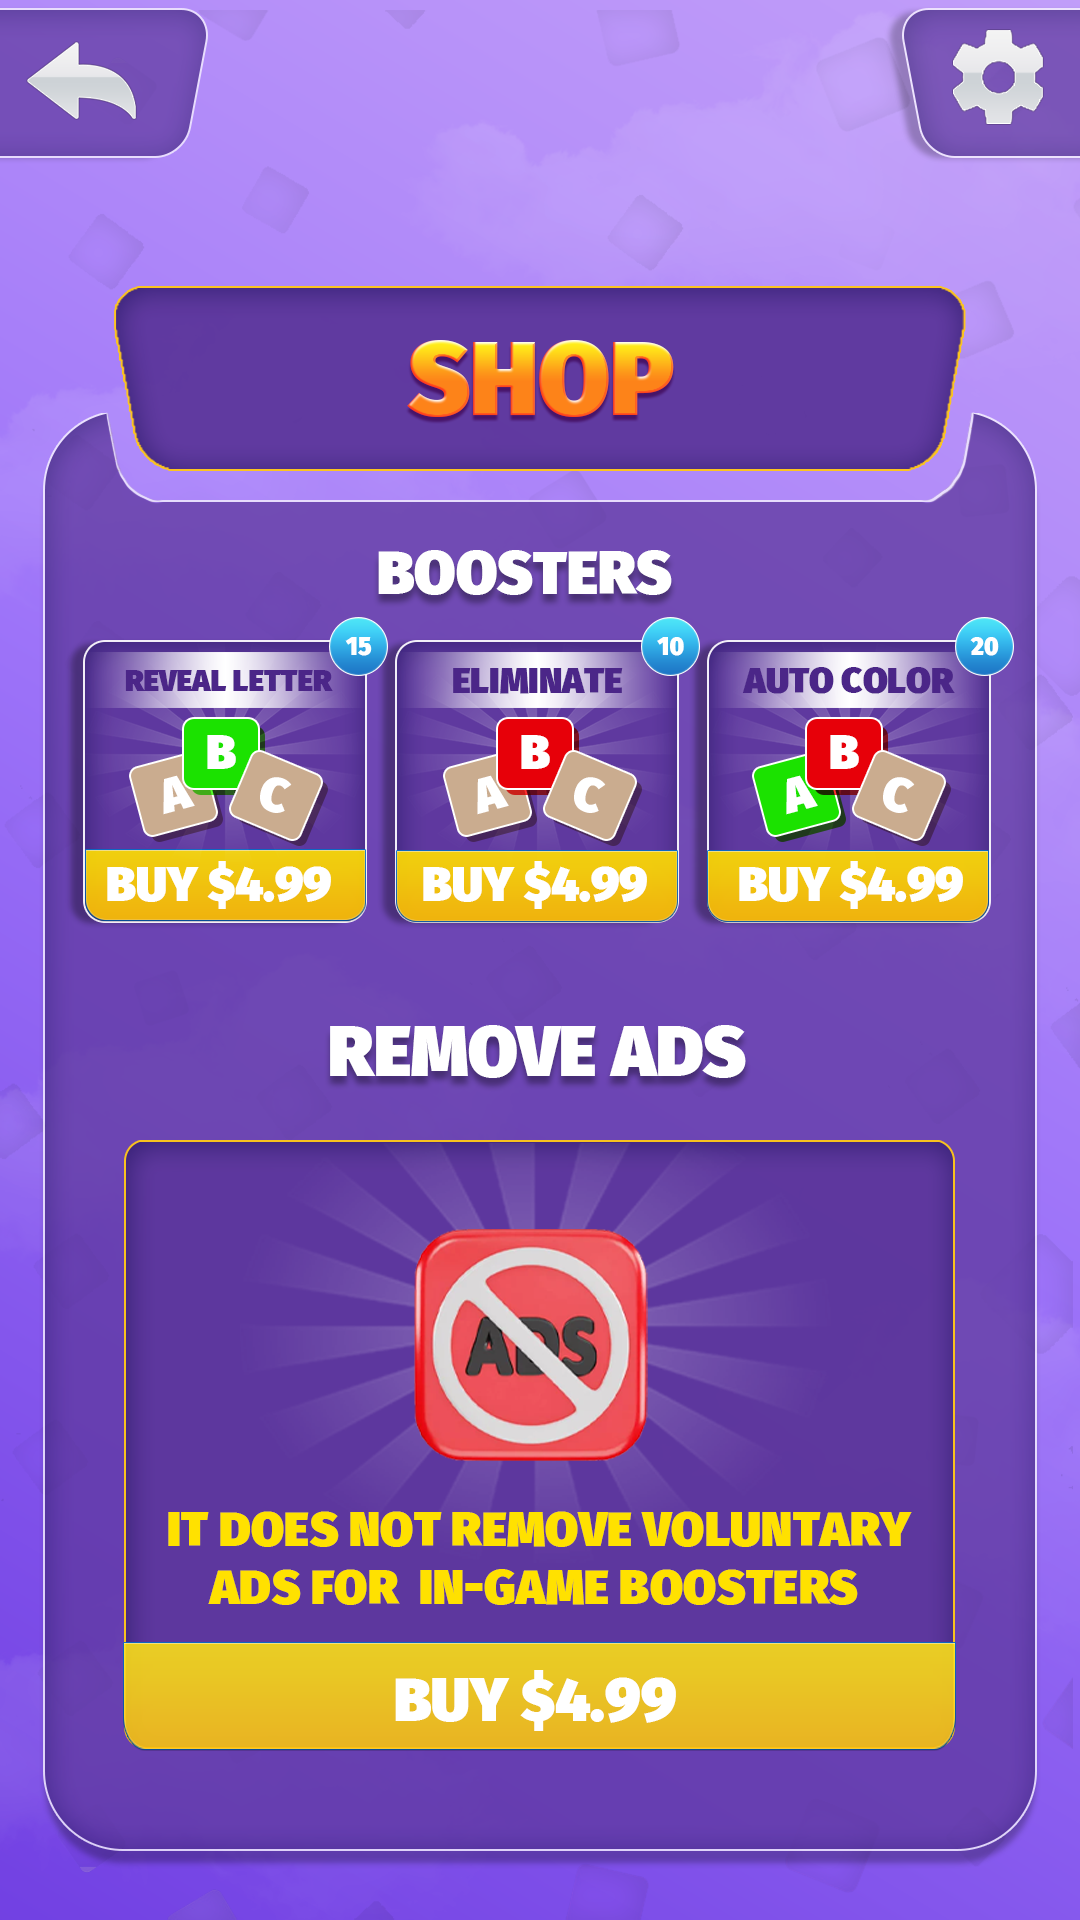 SHOP
BOOSTERS
15
10
20
REVEAL LETTER
ELIMINATE
AUTO COLOR
B
A
C
B
A
C
B
A
C
BUY $4.99
BUY $4.99
BUY $4.99
REMOVE ADS
ADS
IT DOES NOT REMOVE VOLUNTARY
ADS FOR IN-GAME BOOSTERS
BUY $4.99